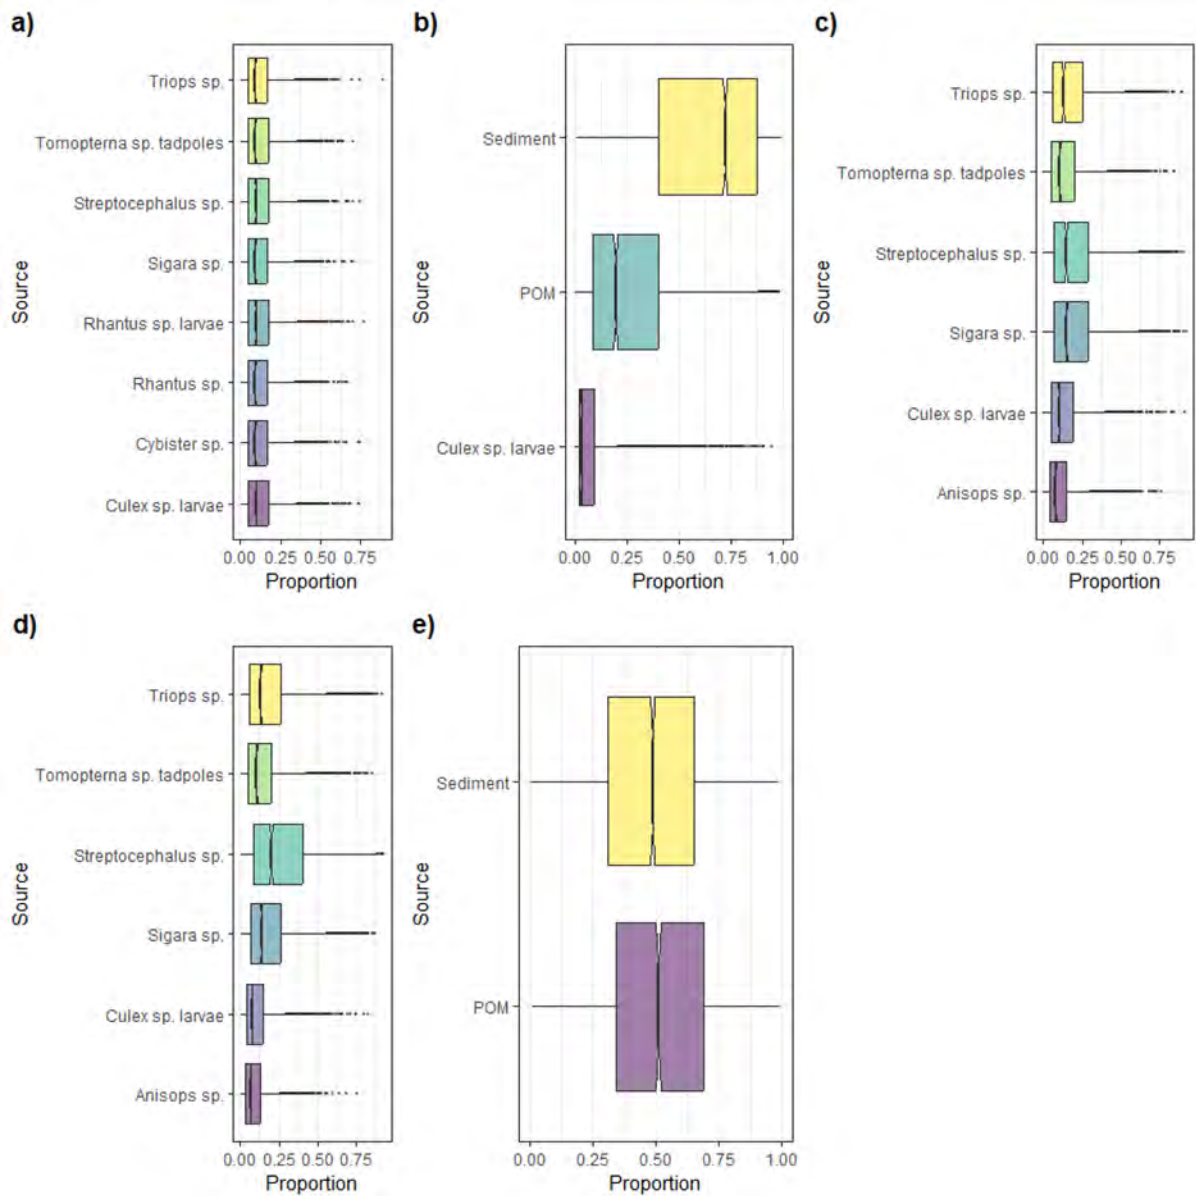 a)
Source
Triops sp.
Tomopterna sp. tadpoles
Streptocephalus sp.
Sigara sp.
Rhantus sp. larvae
Rhantus sp.
Cybister sp.
Culex sp. larvae
0.00 0.25 0.50 0.75
Proportion
b)
Source
Sediment
POM
Culex sp. larvae
0.00 0.25 0.50 0.75 1.00
Proportion
c)
Source
Triops sp.
Tomopterna sp. tadpoles
Streptocephalus sp.
Sigara sp.
Culex sp. larvae
Anisops sp.
0.00 0.25 0.50 0.75
Proportion
d)
Source
Triops sp.
Tomopterna sp. tadpoles
Streptocephalus sp.
Sigara sp.
Culex sp. larvae
Anisops sp.
0.00 0.25 0.50 0.75
Proportion
e)
Source
Sediment
POM
0.00 0.25 0.50 0.75 1.00
Proportion